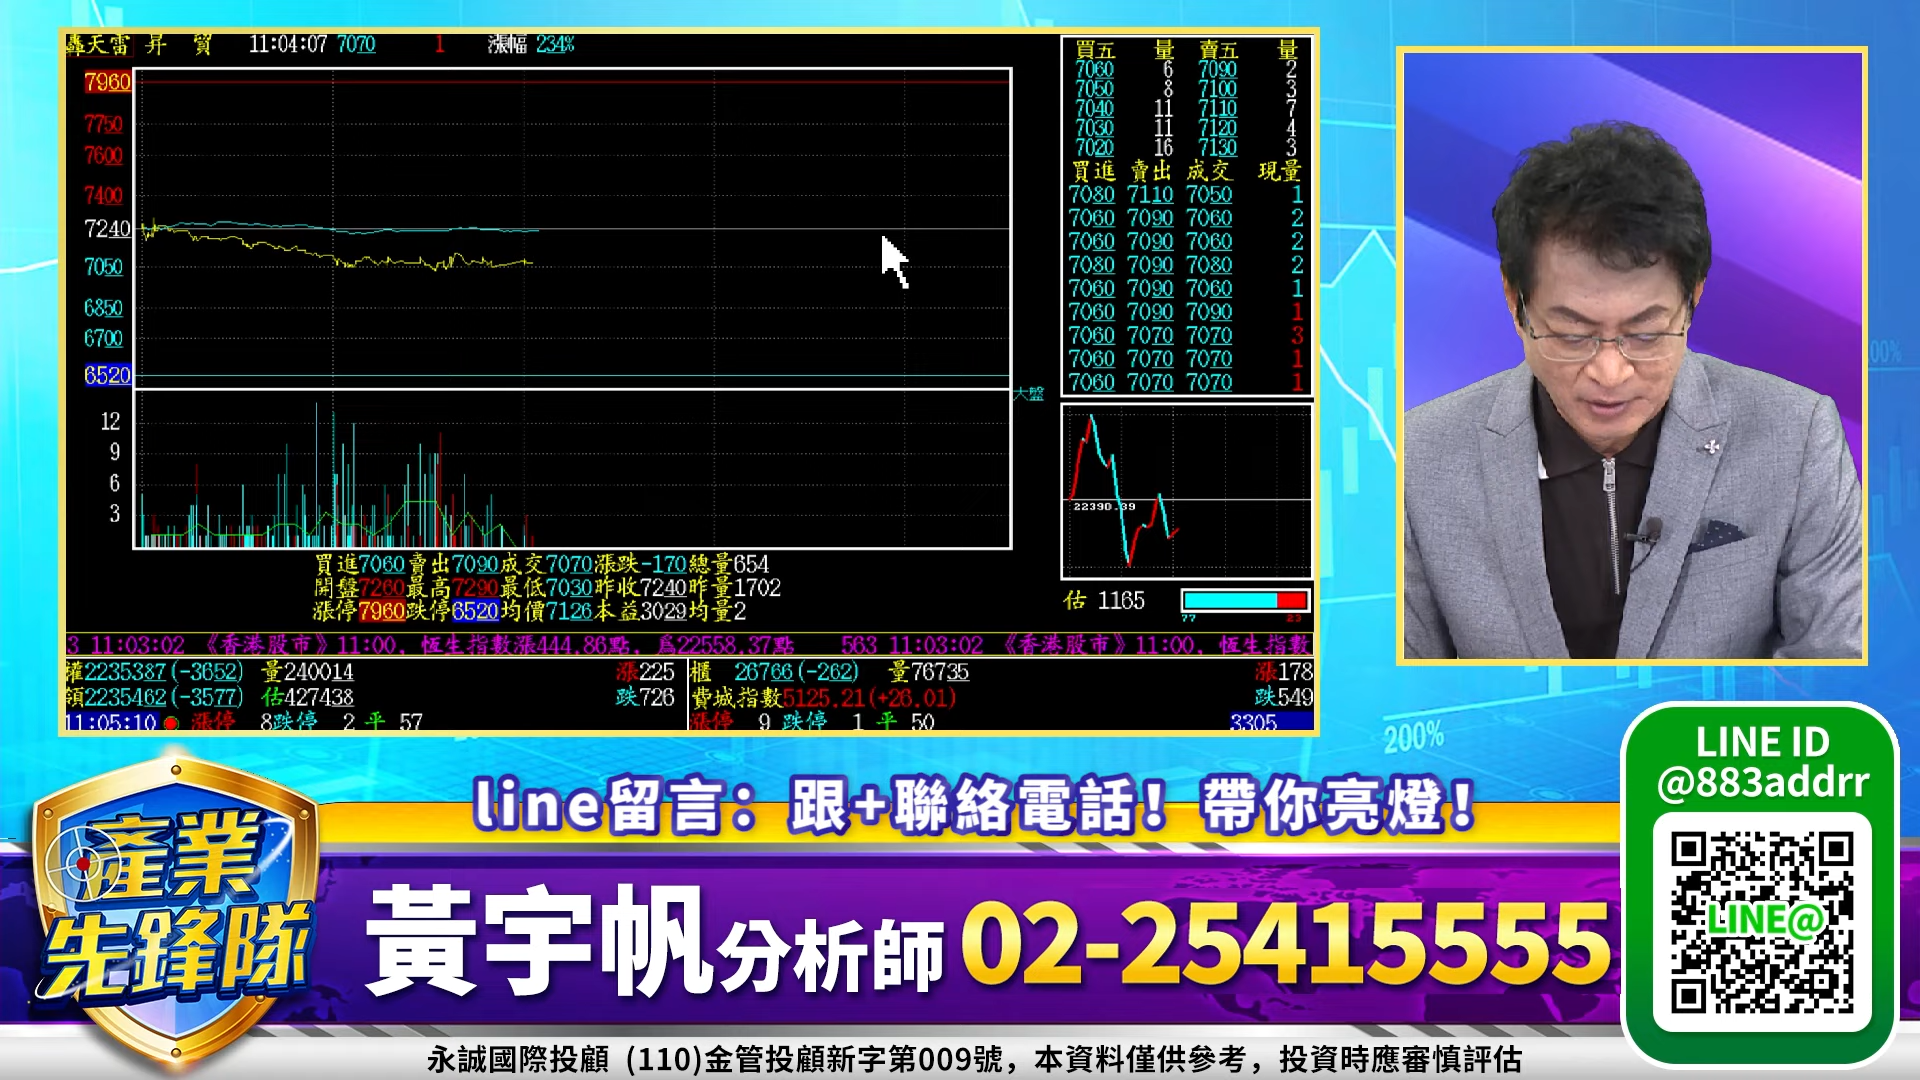 轟天雷 昇 貿 11:04:07 7070 1 漲幅 234%
7960
7750
7600
7400
7240
7050
6850
6700
6520
大盤
12
9
6
3
買五 量 賣五 量
7060 6 7090 2
7050 8 7100 3
7040 11 7110 7
7030 11 7120 4
7020 16 7130 3
買進 賣出 成交 現量
7080 7110 7050 1
7060 7090 7060 2
7060 7090 7060 2
7080 7090 7080 2
7060 7090 7060 1
7060 7090 7090 1
7060 7070 7070 3
7060 7070 7070 1
7060 7070 7070 1
22390.39
估 1165
77 23
買進7060賣出7090成交7070漲跌-170總量654
開盤7260最高7290最低7030昨收7240昨量1702
漲停7960跌停6520均價7126本益3029均量2
3 11:03:02 《香港股市》11:00, 恆生指數漲444.86點, 為22558.37點 563 11:03:02 《香港股市》11:00, 恆生指數
權2235387(-3652) 量240014 漲225
領2235462(-3577) 估427438 跌726
11:05:10 漲停 8跌停 2 平 57
櫃 26766(-262) 量76735 漲178
費城指數5125.21(+26.01) 跌549
漲停 9 跌停 1 平 50 3305
200%
00%
LINE ID
@883addrr
LINE@
line留言：跟+聯絡電話！帶你亮燈！
產業
先鋒隊
黃宇帆分析師 02-25415555
永誠國際投顧 (110)金管投顧新字第009號，本資料僅供參考，投資時應審慎評估